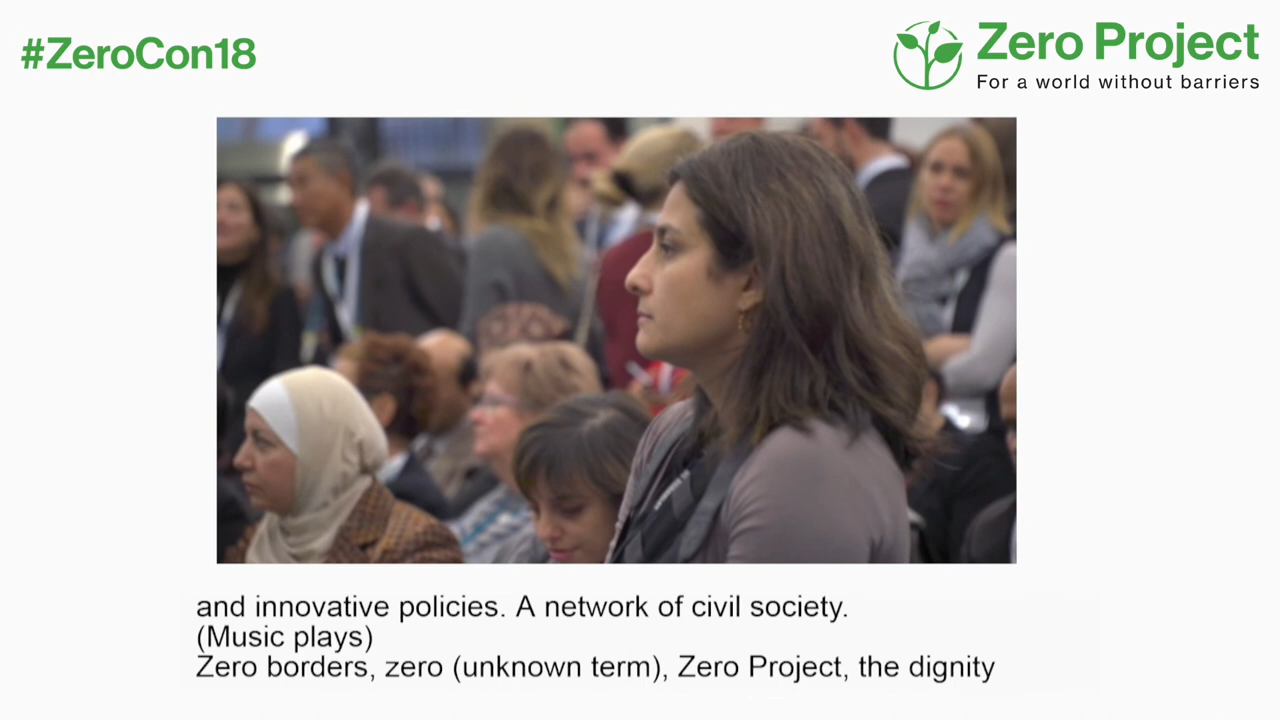 #ZeroCon18
Zero Project
For a world without barriers
and innovative policies. A network of civil society.
(Music plays)
Zero borders, zero (unknown term), Zero Project, the dignity